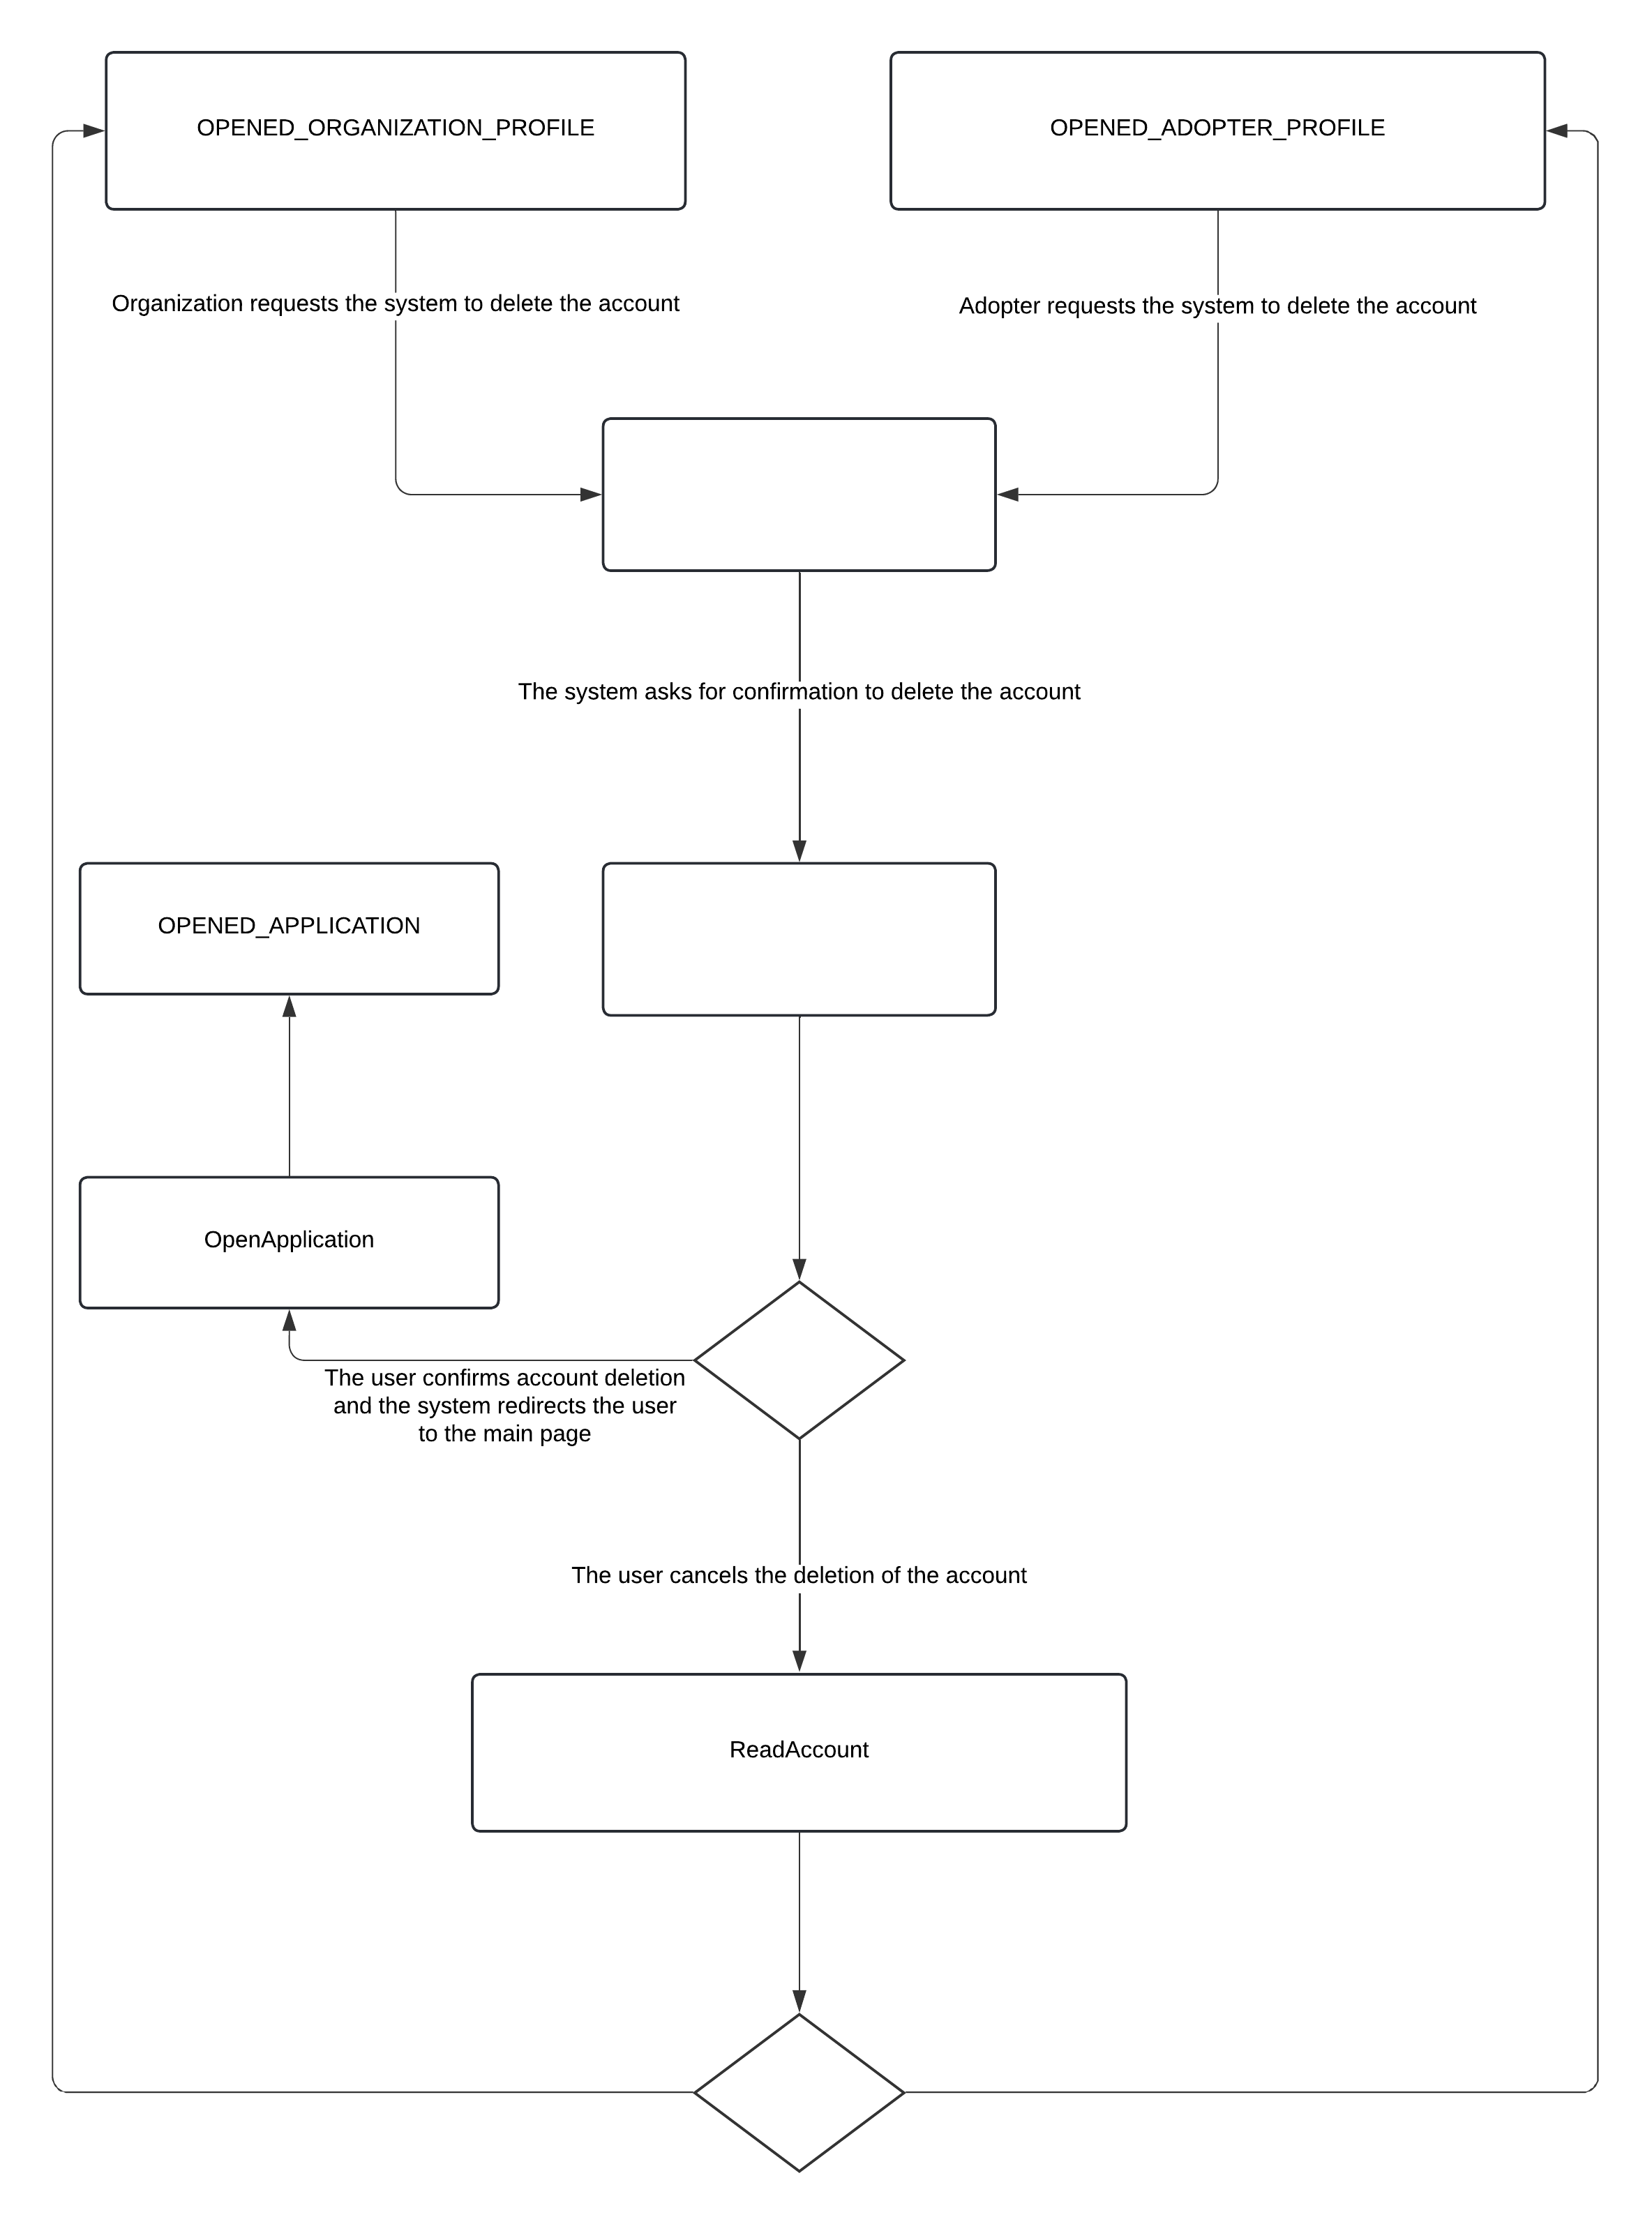 OPENED_ORGANIZATION_PROFILE
OPENED_ADOPTER_PROFILE
Organization requests the system to delete the account
Adopter requests the system to delete the account
The system asks for confirmation to delete the account
OPENED_APPLICATION
OpenApplication
The user confirms account deletion
and the system redirects the user
to the main page
The user cancels the deletion of the account
ReadAccount